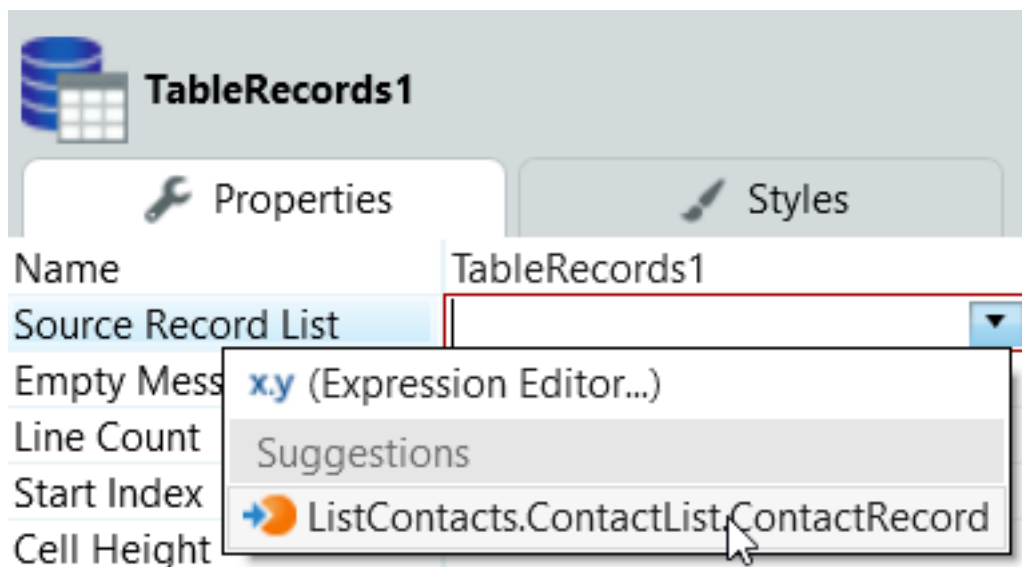 TableRecords1
Properties
Styles
Name
TableRecords1
Source Record List
Empty Mess
x.y (Expression Editor...)
Line Count
Suggestions
Start Index
ListContacts.ContactList.ContactRecord
Cell Height